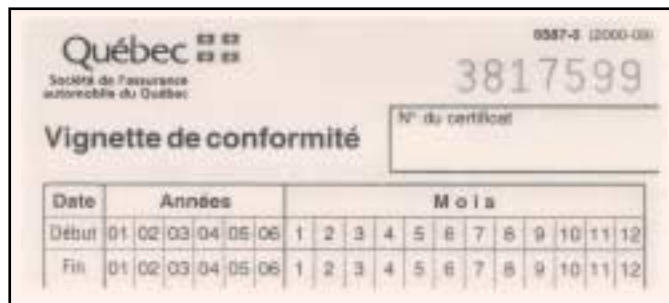 Québec
Société de l'assurance
automobile du Québec
(2000-09)
3817599
Vignette de conformité
N° du certificat
Date Années Mois
Début 01 02 03 04 05 06 1 2 3 4 5 6 7 8 9 10 11 12
Fin 01 02 03 04 05 06 1 2 3 4 5 6 7 8 9 10 11 12